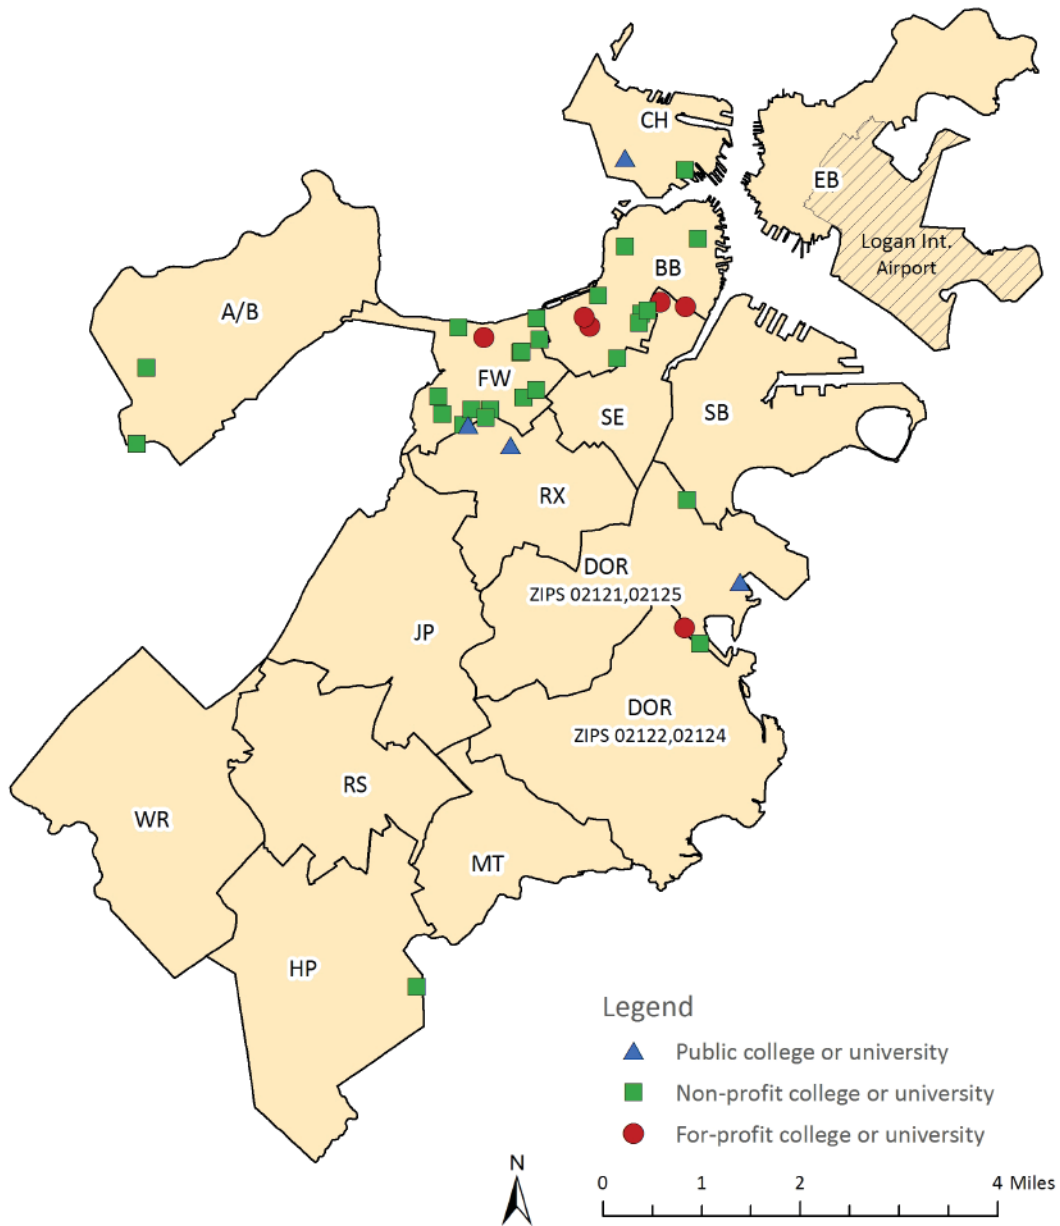 CH
EB
Logan Int.
Airport
BB
A/B
FW
SE
SB
RX
DOR
ZIPS 02121,02125
JP
DOR
ZIPS 02122,02124
RS
WR
MT
HP
Legend
Public college or university
Non-profit college or university
For-profit college or university
N
0 1 2 4 Miles